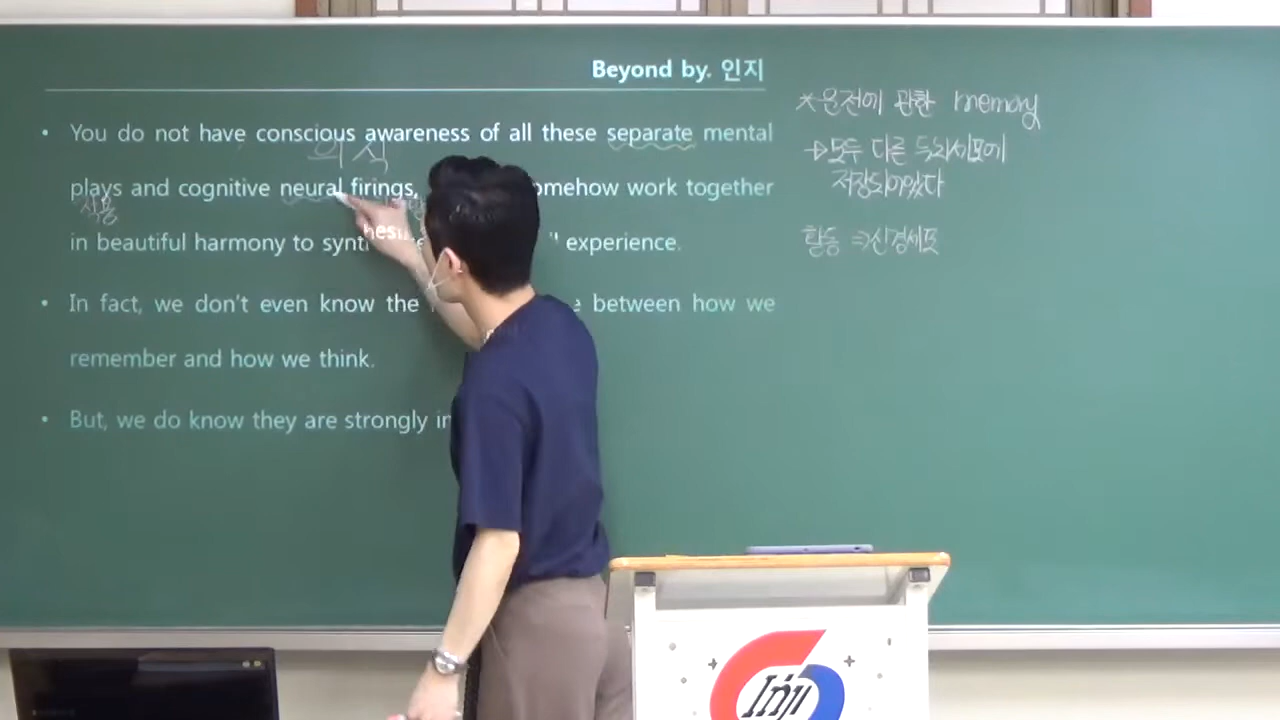 Beyond by. 인지
• You do not have conscious awareness of all these separate mental
의식
plays and cognitive neural firings, omehow work together
작용
in beautiful harmony to synthesi l experience.
• In fact, we don't even know the e between how we
remember and how we think.
• But, we do know they are strongly in
*운전에 관한 memory
→모두 다른 뇌세포에
저장되어있다
활동 ⇒신경세포
Inji